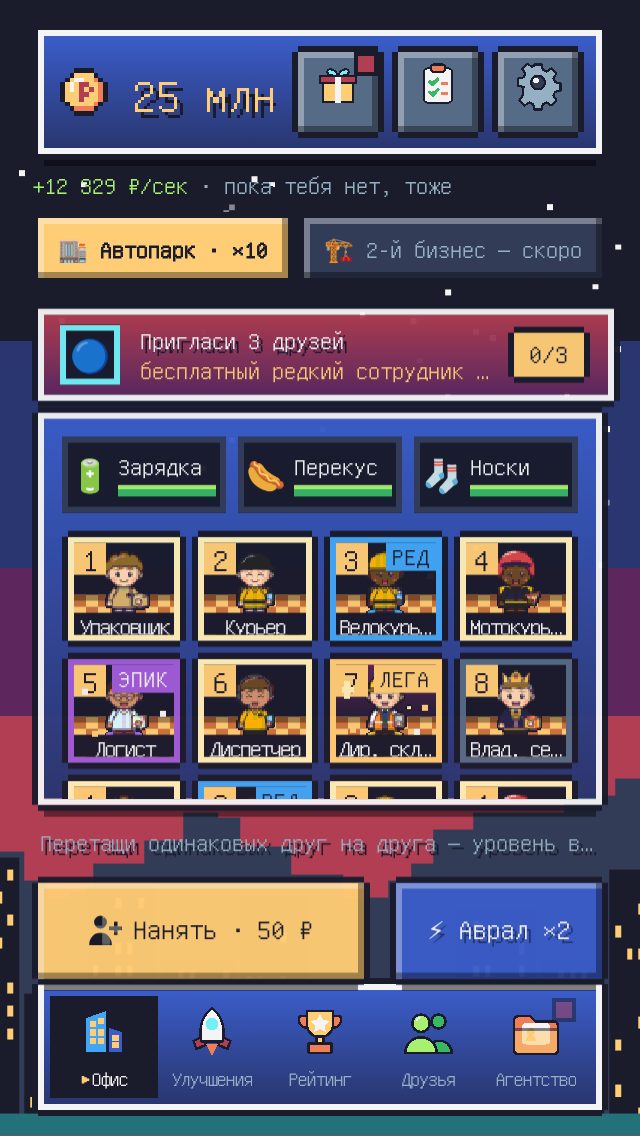 25 млн
+12 829 ₽/сек · пока тебя нет, тоже
Автопарк · ×10
2-й бизнес — скоро
Пригласи 3 друзей
бесплатный редкий сотрудник …
0/3
Зарядка
Перекус
Носки
1
Упаковщик
2
Курьер
3 РЕД
Велокурь…
4
Мотокурь…
5 ЭПИК
Логист
6
Диспетчер
7 ЛЕГА
Дир. скл…
8
Влад. се…
Перетащи одинаковых друг на друга — уровень в…
Нанять · 50 ₽
⚡ Аврал ×2
▸Офис
Улучшения
Рейтинг
Друзья
Агентство